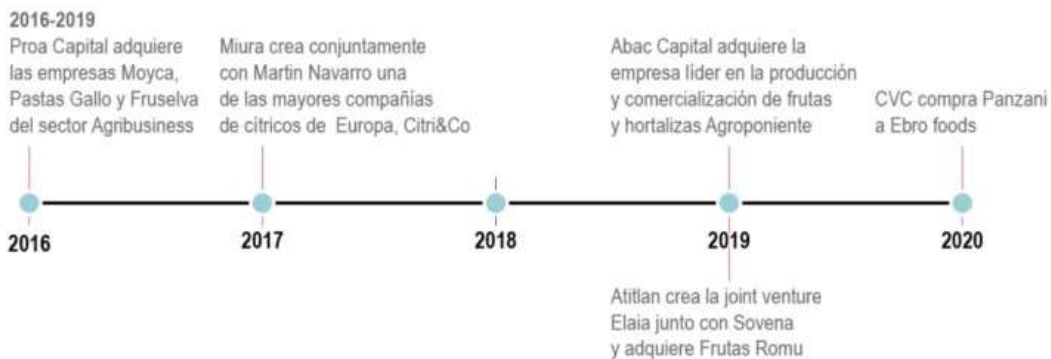 2016-2019
Proa Capital adquiere
las empresas Moyca,
Pastas Gallo y Fruselva
del sector Agribusiness
Miura crea conjuntamente
con Martin Navarro una
de las mayores compañías
de cítricos de Europa, Citri&Co
Abac Capital adquiere la
empresa líder en la producción
y comercialización de frutas
y hortalizas Agroponiente
CVC compra Panzani
a Ebro foods
2016
2017
2018
2019
2020
Atitlan crea la joint venture
Elaia junto con Sovena
y adquiere Frutas Romu